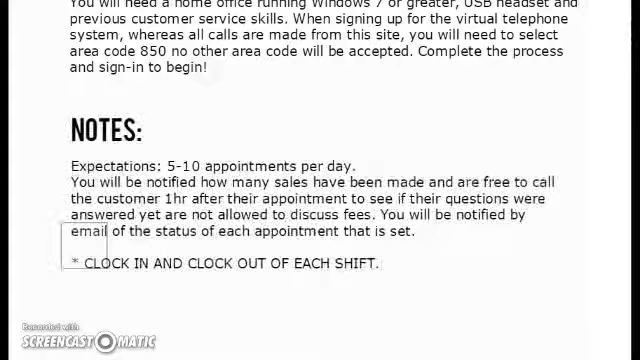 You will need a home office running Windows 7 or greater, USB headset and
previous customer service skills. When signing up for the virtual telephone
system, whereas all calls are made from this site, you will need to select
area code 850 no other area code will be accepted. Complete the process
and sign-in to begin!
NOTES:
Expectations: 5-10 appointments per day.
You will be notified how many sales have been made and are free to call
the customer 1hr after their appointment to see if their questions were
answered yet are not allowed to discuss fees. You will be notified by
email of the status of each appointment that is set.
* CLOCK IN AND CLOCK OUT OF EACH SHIFT.
Recorded with
SCREENCAST O MATIC